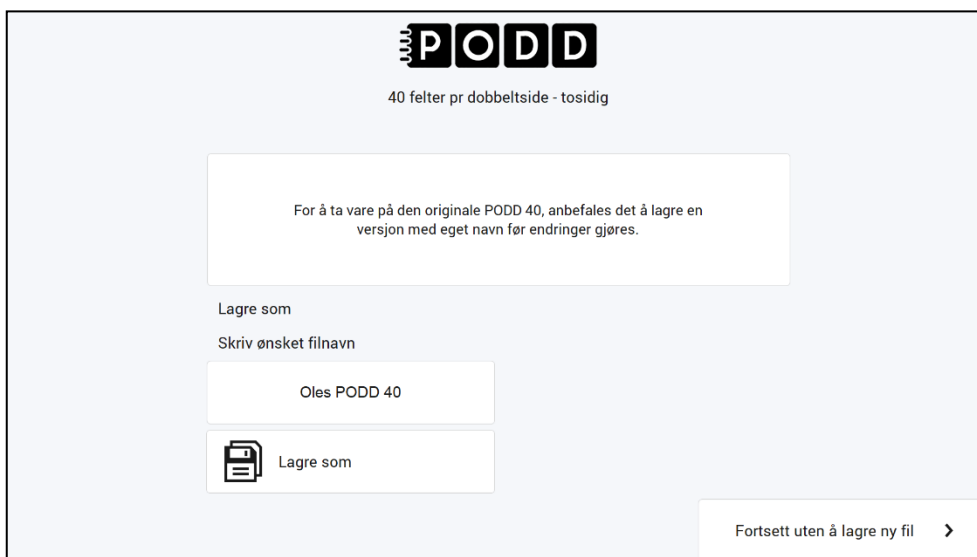 PODD
40 felter pr dobbeltside - tosidig
For å ta vare på den originale PODD 40, anbefales det å lagre en
versjon med eget navn før endringer gjøres.
Lagre som
Skriv ønsket filnavn
Oles PODD 40
Lagre som
Fortsett uten å lagre ny fil